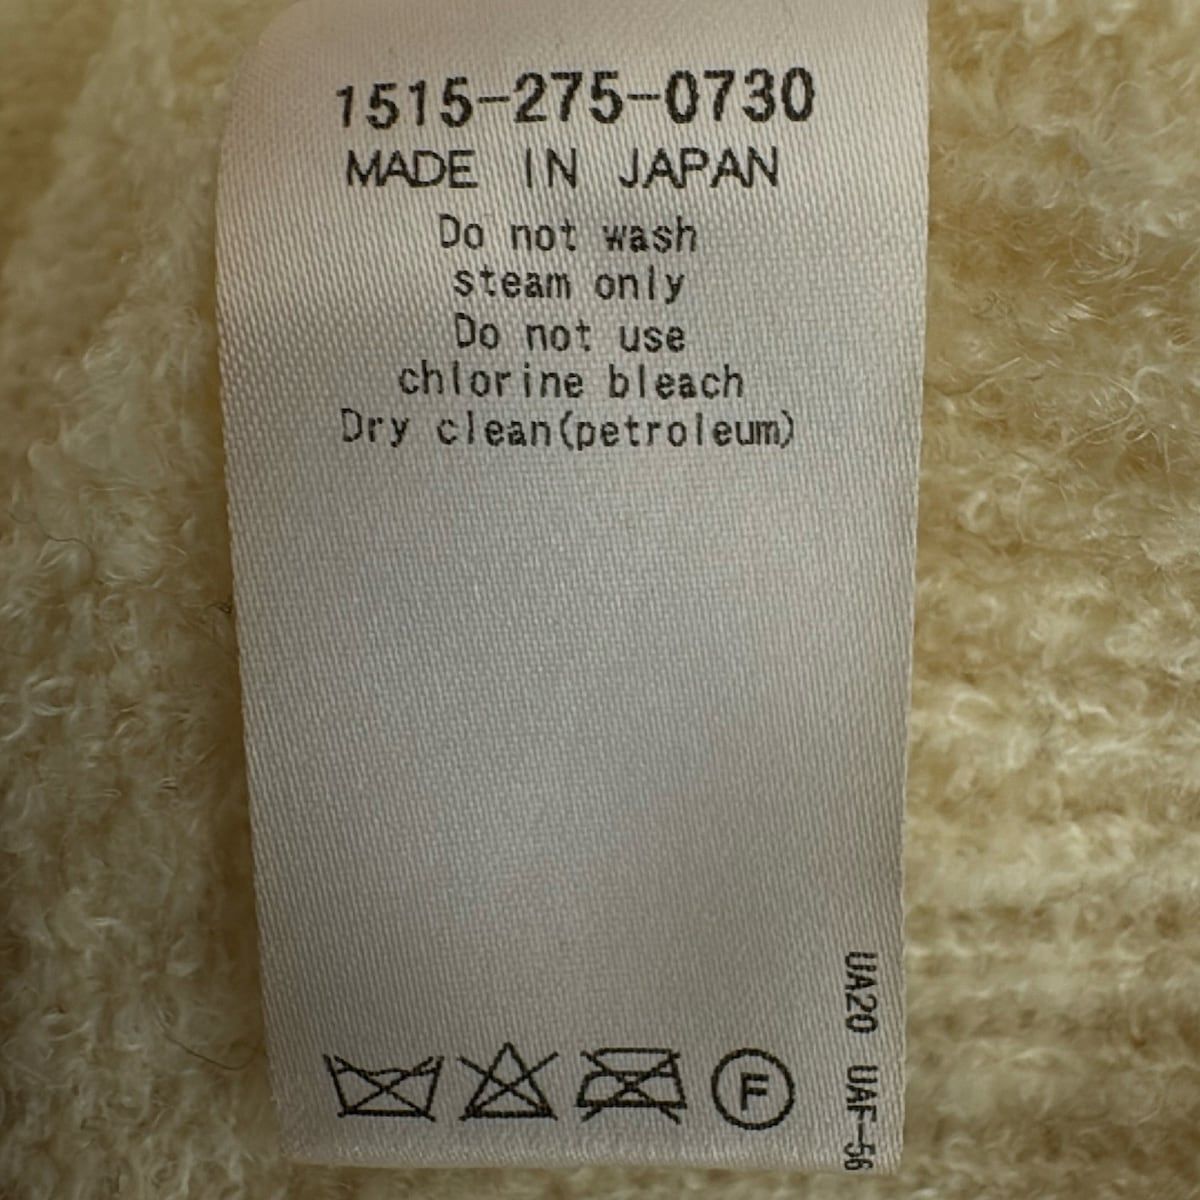 1515-275-0730
MADE IN JAPAN
Do not wash
steam only
Do not use
chlorine bleach
Dry clean(petroleum)
F
UA20 UAF-56